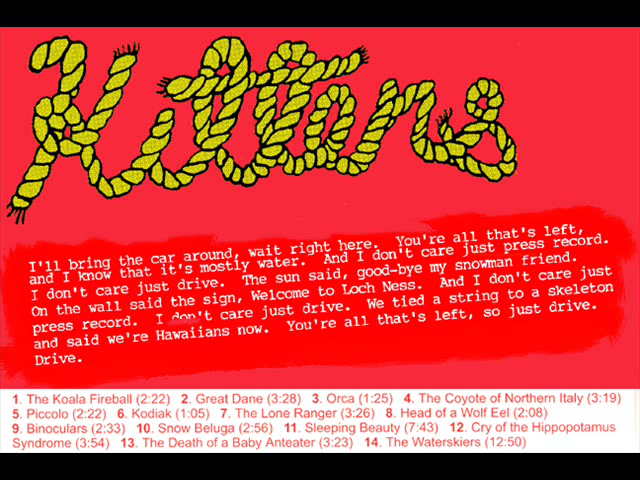 Kittens
I'll bring the car around, wait right here.  You're all that's left,
and I know that it's mostly water.  And I don't care just press record.
I don't care just drive.  The sun said, good-bye my snowman friend.
On the wall said the sign, Welcome to Loch Ness.  And I don't care just
press record.  I don't care just drive.  We tied a string to a skeleton
and said we're Hawaiians now.  You're all that's left, so just drive.
Drive.
1. The Koala Fireball (2:22)  2. Great Dane (3:28)  3. Orca (1:25)  4. The Coyote of Northern Italy (3:19)
5. Piccolo (2:22)  6. Kodiak (1:05)  7. The Lone Ranger (3:26)  8. Head of a Wolf Eel (2:08)
9. Binoculars (2:33)  10. Snow Beluga (2:56)  11. Sleeping Beauty (7:43)  12. Cry of the Hippopotamus
Syndrome (3:54)  13. The Death of a Baby Anteater (3:23)  14. The Waterskiers (12:50)